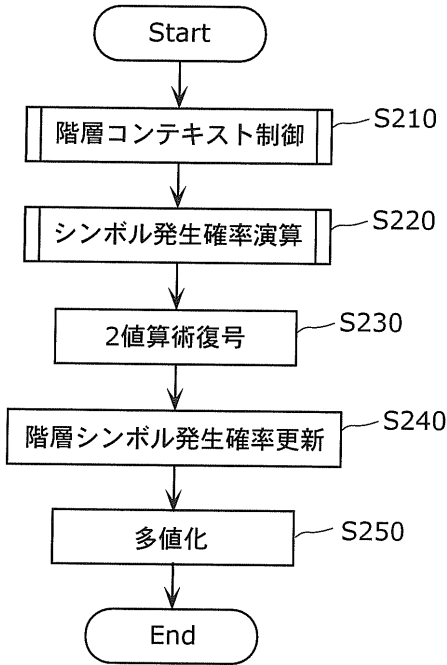 Start
階層コンテキスト制御
S210
シンボル発生確率演算
S220
2値算術復号
S230
階層シンボル発生確率更新
S240
多値化
S250
End